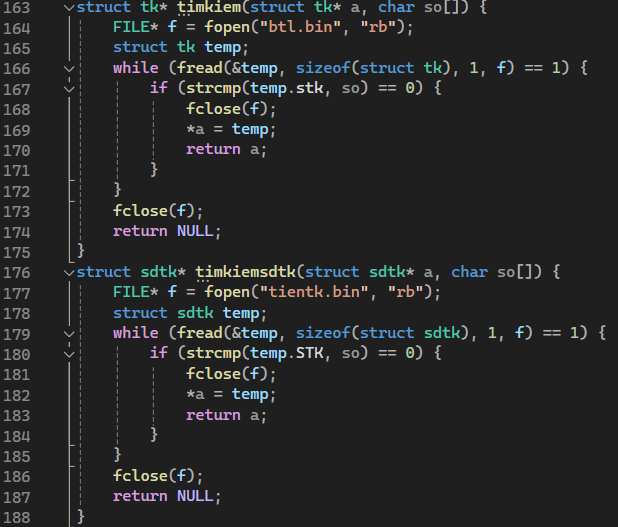 163 struct tk* timkiem(struct tk* a, char so[]) {
164     FILE* f = fopen("btl.bin", "rb");
165     struct tk temp;
166     while (fread(&temp, sizeof(struct tk), 1, f) == 1) {
167         if (strcmp(temp.stk, so) == 0) {
168             fclose(f);
169             *a = temp;
170             return a;
171         }
172     }
173     fclose(f);
174     return NULL;
175 }
176 struct sdtk* timkiemsdtk(struct sdtk* a, char so[]) {
177     FILE* f = fopen("tientk.bin", "rb");
178     struct sdtk temp;
179     while (fread(&temp, sizeof(struct sdtk), 1, f) == 1) {
180         if (strcmp(temp.STK, so) == 0) {
181             fclose(f);
182             *a = temp;
183             return a;
184         }
185     }
186     fclose(f);
187     return NULL;
188 }